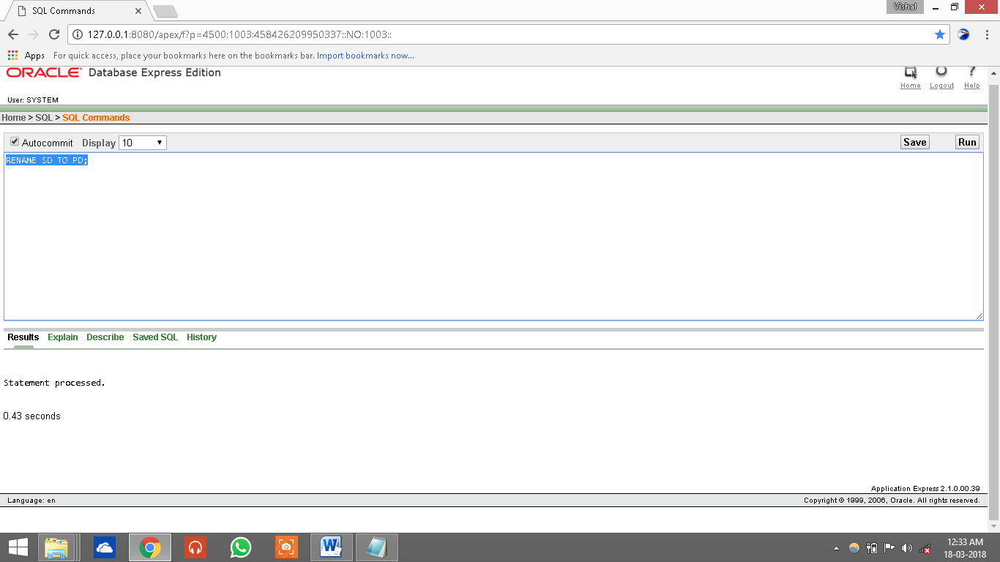 SQL Commands
Vishal
127.0.0.1:8080/apex/f?p=4500:1003:458426209950337::NO:1003::
Apps For quick access, place your bookmarks here on the bookmarks bar. Import bookmarks now...
ORACLE Database Express Edition
Home Logout Help
User: SYSTEM
Home > SQL > SQL Commands
Autocommit Display 10 Save Run
RENAME SD TO PD;
Results Explain Describe Saved SQL History
Statement processed.
0.43 seconds
Application Express 2.1.0.00.39
Language: en Copyright © 1999, 2006, Oracle. All rights reserved.
12:33 AM
18-03-2018